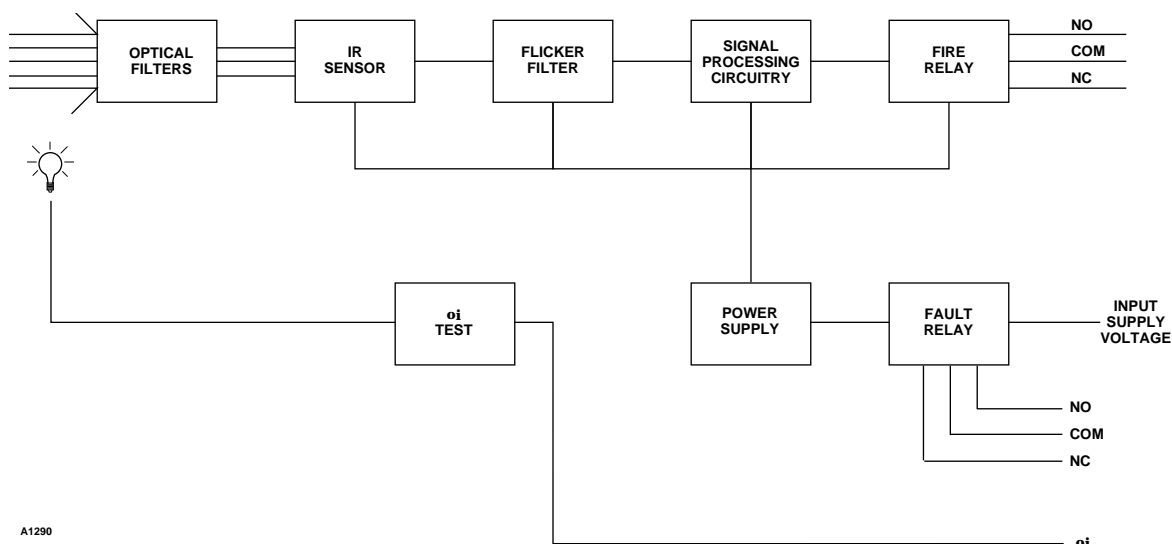 OPTICAL
FILTERS
IR
SENSOR
FLICKER
FILTER
SIGNAL
PROCESSING
CIRCUITRY
FIRE
RELAY
NO
COM
NC
oi
TEST
POWER
SUPPLY
FAULT
RELAY
INPUT
SUPPLY
VOLTAGE
NO
COM
NC
A1290
oi